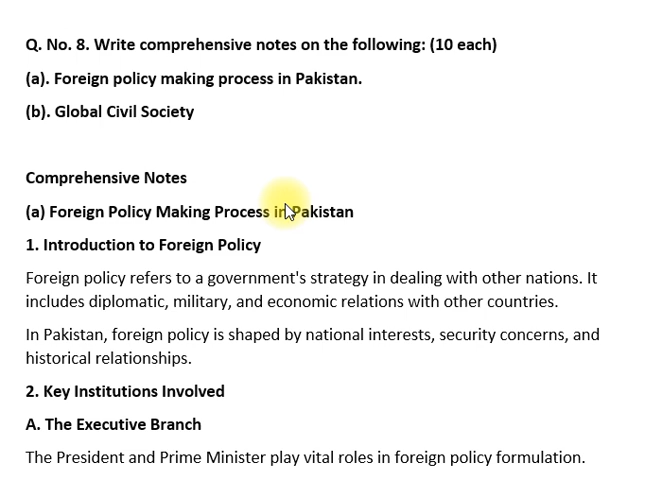 Q. No. 8. Write comprehensive notes on the following: (10 each)
(a). Foreign policy making process in Pakistan.
(b). Global Civil Society
Comprehensive Notes
(a) Foreign Policy Making Process in Pakistan
1. Introduction to Foreign Policy
Foreign policy refers to a government's strategy in dealing with other nations. It
includes diplomatic, military, and economic relations with other countries.
In Pakistan, foreign policy is shaped by national interests, security concerns, and
historical relationships.
2. Key Institutions Involved
A. The Executive Branch
The President and Prime Minister play vital roles in foreign policy formulation.